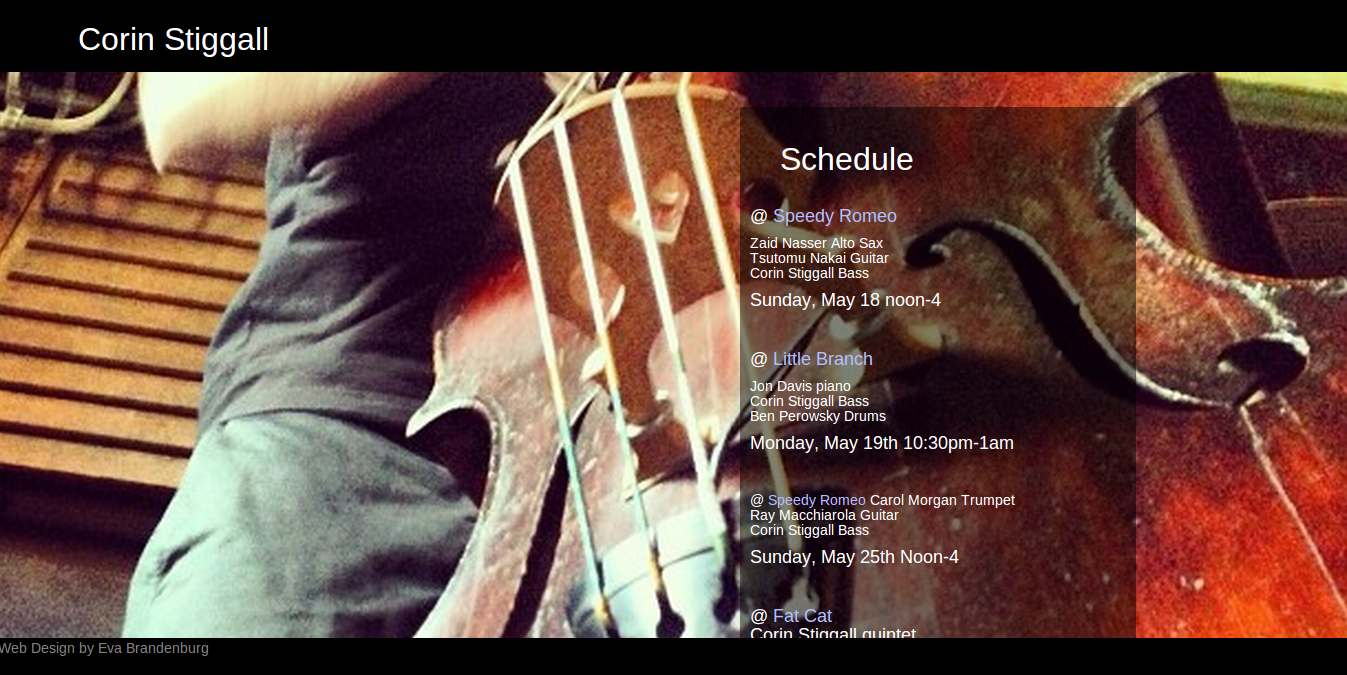 Corin Stiggall
Schedule
@ Speedy Romeo
Zaid Nasser Alto Sax
Tsutomu Nakai Guitar
Corin Stiggall Bass
Sunday, May 18 noon-4
@ Little Branch
Jon Davis piano
Corin Stiggall Bass
Ben Perowsky Drums
Monday, May 19th 10:30pm-1am
@ Speedy Romeo Carol Morgan Trumpet
Ray Macchiarola Guitar
Corin Stiggall Bass
Sunday, May 25th Noon-4
@ Fat Cat
Corin Stiggall quintet
Web Design by Eva Brandenburg